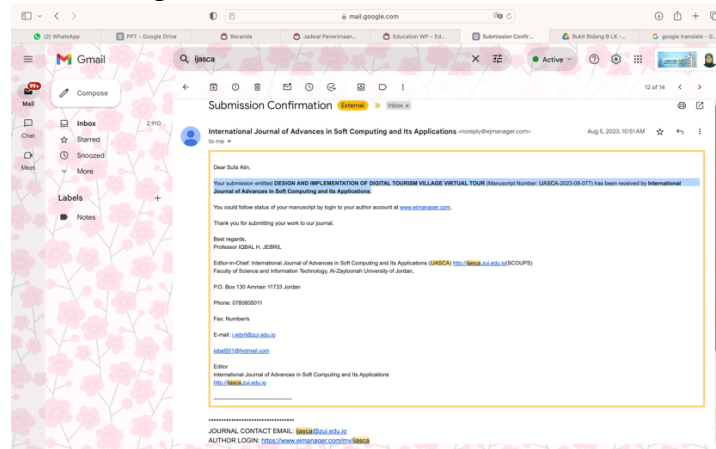 mail.google.com
(2) WhatsApp
PPT - Google Drive
Beranda
Jadwal Penerimaan...
Education WP – Ed...
Submission Confir...
Bukti Bidang B LK -...
google translate - G...
Gmail
ijasca
Active
99+
Mail
Compose
12 of 14
Submission Confirmation External Inbox x
Chat
Inbox 2,910
International Journal of Advances in Soft Computing and Its Applications <noreply@ejmanager.com> Aug 5, 2023, 10:51 AM
to me
Starred
Meet
Snoozed
More
Labels
Notes
Dear Sufa Atin,
Your submission entitled DESIGN AND IMPLEMENTATION OF DIGITAL TOURISM VILLAGE VIRTUAL TOUR (Manuscript Number: IJASCA-2023-08-077) has been received by International
Journal of Advances in Soft Computing and its Applications.
You could follow status of your manuscript by login to your author account at www.ejmanager.com.
Thank you for submitting your work to our journal.
Best regards,
Professor IQBAL H. JEBRIL
Editor-in-Chief: International Journal of Advances in Soft Computing and Its Applications (IJASCA) http://ijasca.zuj.edu.jo(SCOUPS)
Faculty of Science and Information Technology, Al-Zaytoonah University of Jordan,
P.O. Box 130 Amman 11733 Jordan
Phone: 0780805011
Fax: Number/s
E-mail: i.jebril@zuj.edu.jo
iqbal501@hotmail.com
Editor
International Journal of Advances in Soft Computing and Its Applications
http://ijasca.zuj.edu.jo
JOURNAL CONTACT EMAIL: ijasca@zuj.edu.jo
AUTHOR LOGIN: https://www.ejmanager.com/my/ijasca